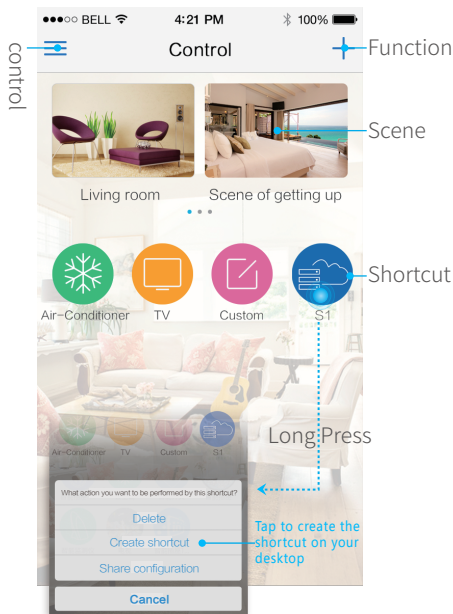 BELL 4:21 PM 100%
control
Control
Function
Scene
Living room
Scene of getting up
Shortcut
Air-Conditioner
TV
Custom
S1
Long Press
Air-Conditioner
TV
Custom
S1
What action you want to be performed by this shortcut?
Delete
Create shortcut
Share configuration
Cancel
Tap to create the
shortcut on your
desktop